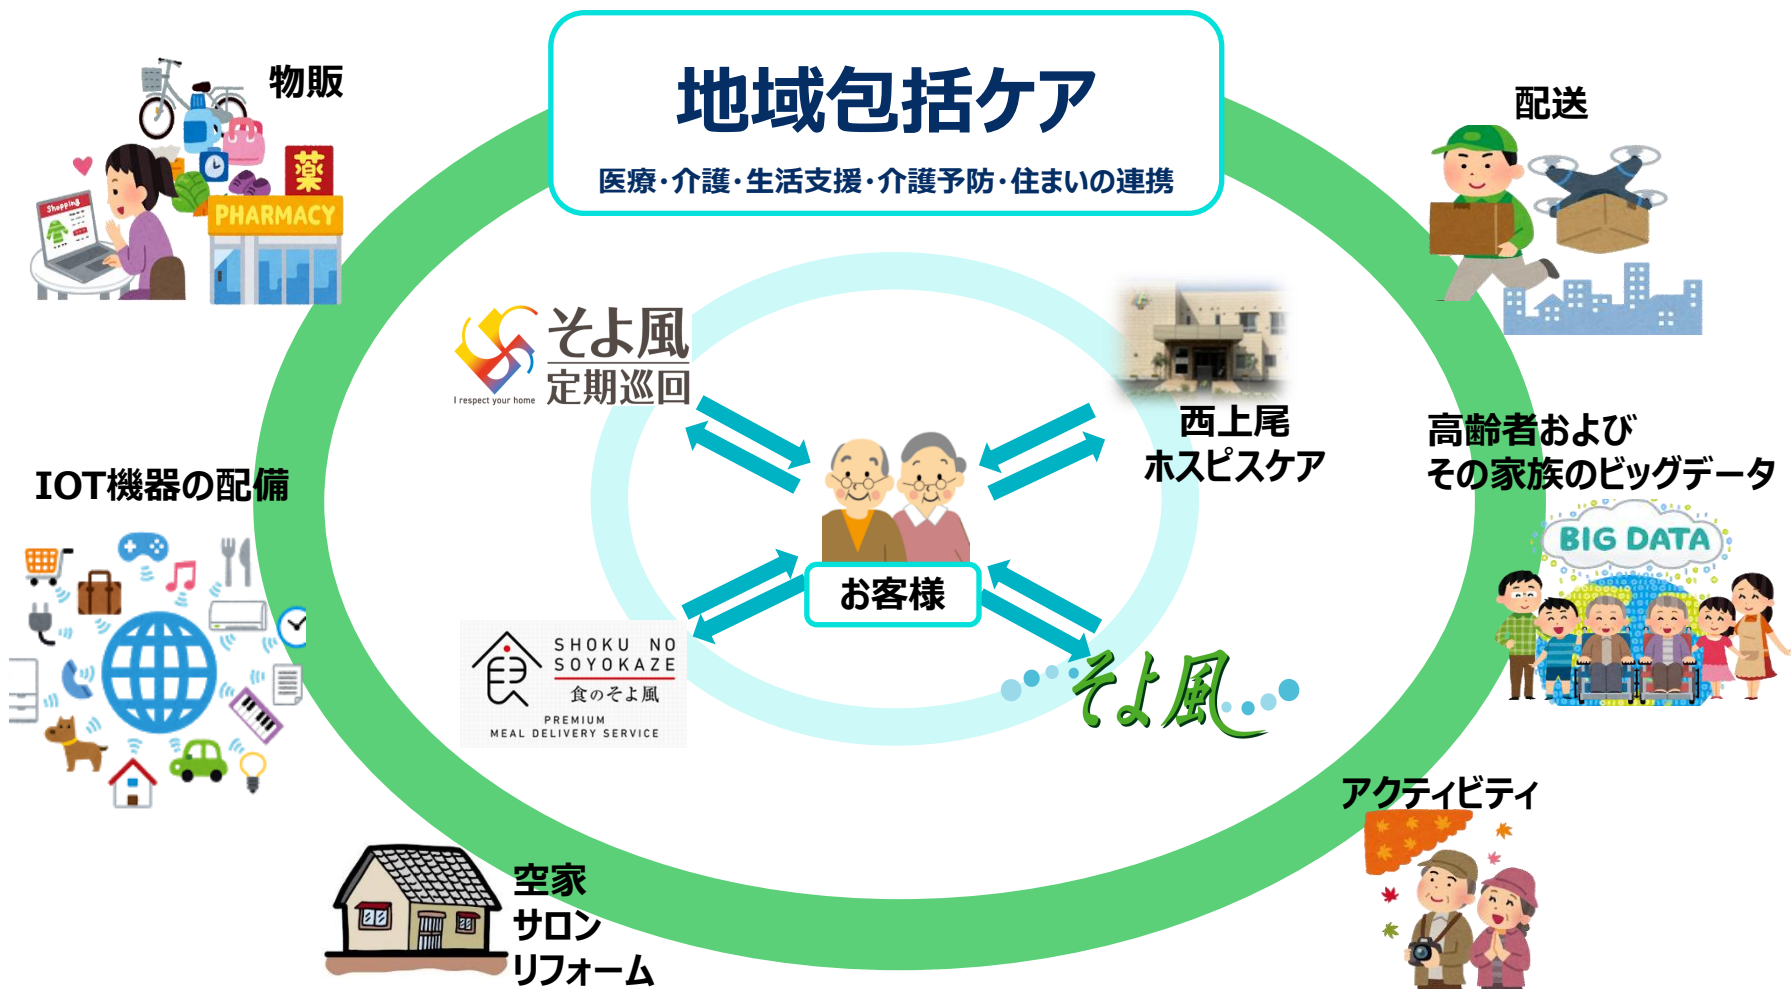 地域包括ケア
医療・介護・生活支援・介護予防・住まいの連携
物販
Shopping
薬
PHARMACY
配送
そよ風
定期巡回
I respect your home
西上尾
ホスピスケア
高齢者および
その家族のビッグデータ
BIG DATA
IOT機器の配備
お客様
食
SHOKU NO
SOYOKAZE
食のそよ風
PREMIUM
MEAL DELIVERY SERVICE
そよ風
アクティビティ
空家
サロン
リフォーム